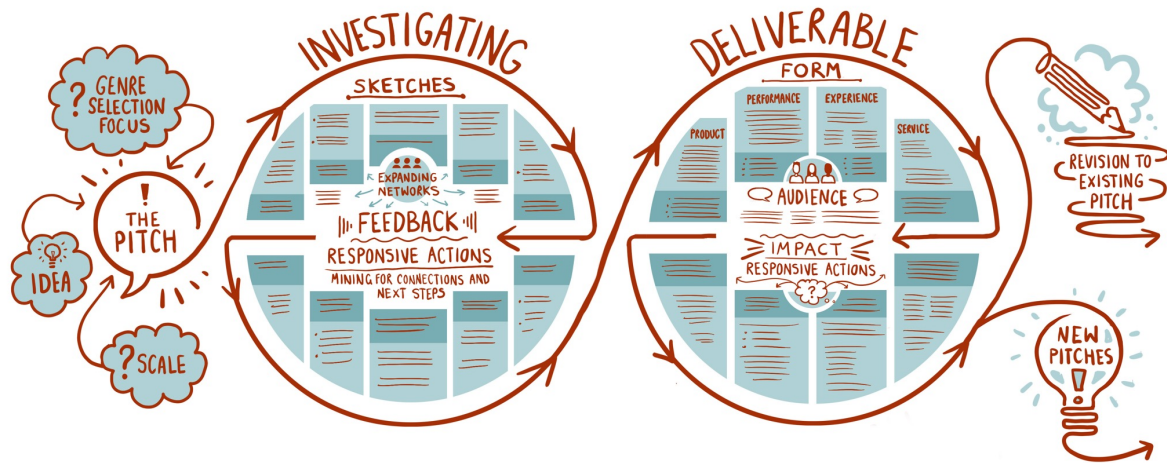 ? GENRE
SELECTION
FOCUS
!
THE
PITCH
IDEA
? SCALE
INVESTIGATING
SKETCHES
EXPANDING
NETWORKS
FEEDBACK
RESPONSIVE ACTIONS
MINING FOR CONNECTIONS AND
NEXT STEPS
DELIVERABLE
FORM
PERFORMANCE
EXPERIENCE
PRODUCT
SERVICE
AUDIENCE
IMPACT
RESPONSIVE ACTIONS
?
REVISION TO
EXISTING
PITCH
NEW
PITCHES
!